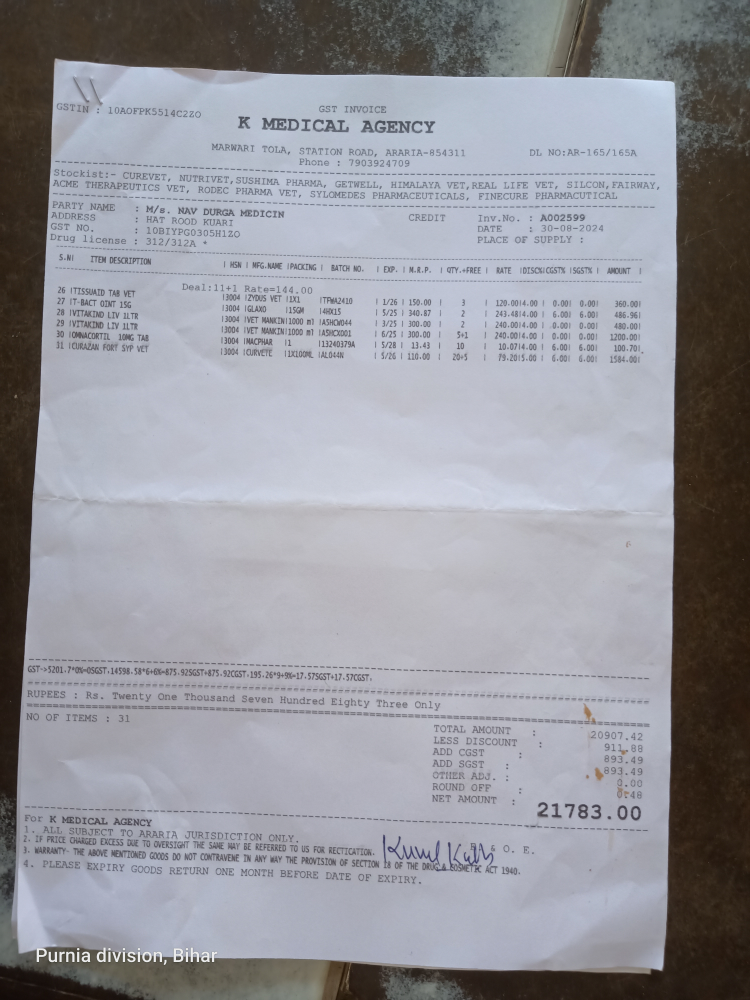 GSTIN : 10AOFPK5514C2ZO
GST INVOICE
K MEDICAL AGENCY
MARWARI TOLA, STATION ROAD, ARARIA-854311
DL NO:AR-165/165A
Phone : 7903924709
Stockist:- CUREVET, NUTRIVET,SUSHIMA PHARMA, GETWELL, HIMALAYA VET,REAL LIFE VET, SILCON,FAIRWAY,
ACME THERAPEUTICS VET, RODEC PHARMA VET, SYLOMEDES PHARMACEUTICALS, FINECURE PHARMACUTICAL
PARTY NAME : M/s. NAV DURGA MEDICIN CREDIT Inv.No. : A002599
ADDRESS : HAT ROOD KUARI DATE : 30-08-2024
GST NO. : 10BIYPG0305H1ZO PLACE OF SUPPLY :
Drug license : 312/312A *
S.N| ITEM DESCRIPTION | HSN | MFG.NAME |PACKING | BATCH NO. | EXP. | M.R.P. | QTY.+FREE | RATE |DISC%|CGST% |SGST% | AMOUNT |
Deal:11+1 Rate=144.00
26 |TISSUAID TAB VET |3004 |ZYDUS VET |1X1 |TFWA2410 | 1/26 | 150.00 | 3 | 120.00|4.00 | 0.00| 0.00| 360.00|
27 |T-BACT OINT 15G |3004 |GLAXO |15GM |4HX15 | 5/25 | 340.87 | 2 | 243.48|4.00 | 6.00| 6.00| 486.96|
28 |VITAKIND LIV 1LTR |3004 |VET MANKIN|1000 ml |A5HCW044 | 3/25 | 300.00 | 2 | 240.00|4.00 | 0.00| 0.00| 480.00|
29 |VITAKIND LIV 1LTR |3004 |VET MANKIN|1000 ml |A5HCX001 | 6/25 | 300.00 | 5+1 | 240.00|4.00 | 0.00| 0.00| 1200.00|
30 |OMNACORTIL 10MG TAB |3004 |MACPHAR |1 |13240379A | 5/28 | 13.43 | 10 | 10.07|4.00 | 6.00| 6.00| 100.70|
31 |CURAZAN FORT SYP VET |3004 |CURVETE |1X100ML |AL044N | 5/26 | 110.00 | 20+5 | 79.20|5.00 | 6.00| 6.00| 1584.00|
GST->5201.7*0%=0SGST,14598.58*6+6%=875.92SGST+875.92CGST,195.26*9+9%=17.57SGST+17.57CGST,
RUPEES : Rs. Twenty One Thousand Seven Hundred Eighty Three Only
NO OF ITEMS : 31
TOTAL AMOUNT : 20907.42
LESS DISCOUNT : 911.88
ADD CGST : 893.49
ADD SGST : 893.49
OTHER ADJ. : 0.00
ROUND OFF : 0.48
NET AMOUNT : 21783.00
For K MEDICAL AGENCY
1. ALL SUBJECT TO ARARIA JURISDICTION ONLY.
E & O. E.
2. IF PRICE CHARGED EXCESS DUE TO OVERSIGHT THE SAME MAY BE REFERRED TO US FOR RECTICATION.
3. WARRANTY- THE ABOVE MENTIONED GOODS DO NOT CONTRAVENE IN ANY WAY THE PROVISION OF SECTION 18 OF THE DRUG & COSMETIC ACT 1940.
4. PLEASE EXPIRY GOODS RETURN ONE MONTH BEFORE DATE OF EXPIRY.
Purnia division, Bihar